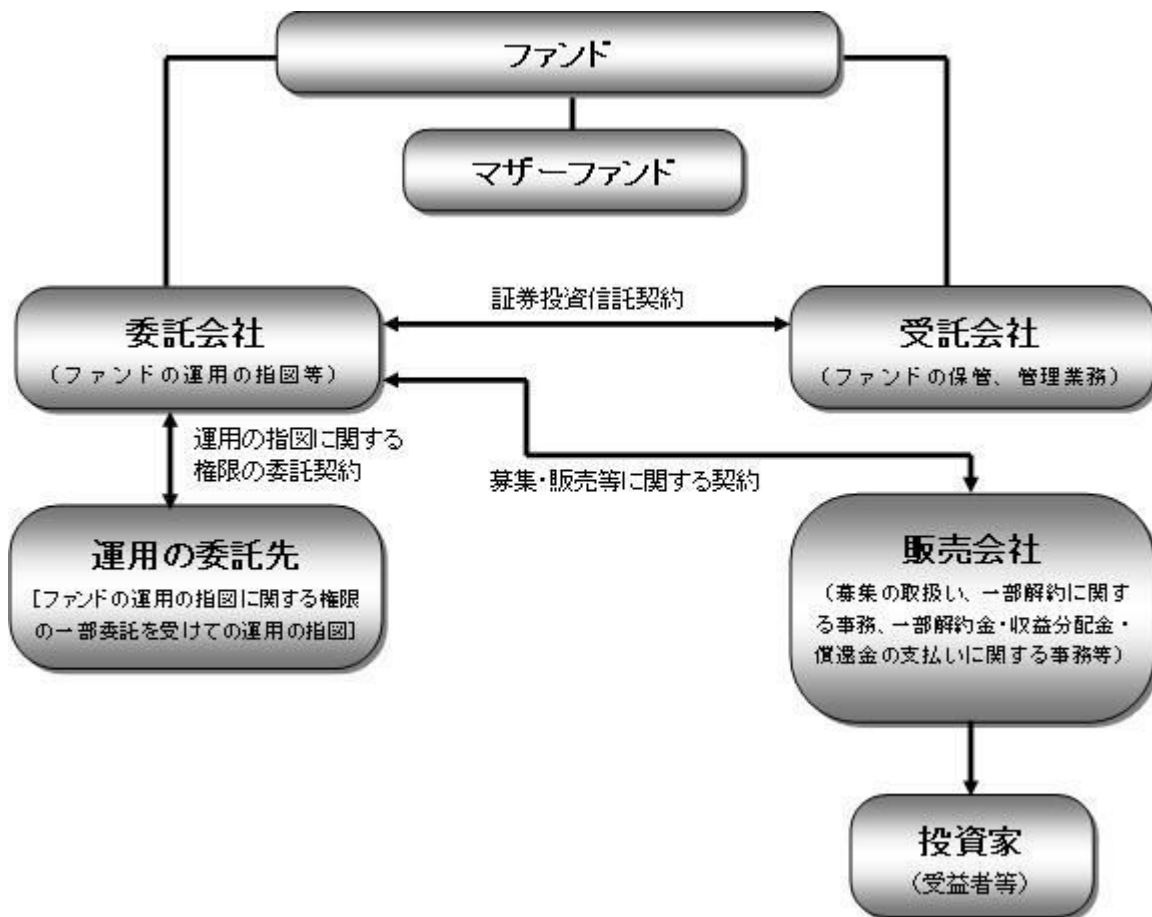 ファンド
マザーファンド
証券投資信託契約
委託会社
（ファンドの運用の指図等）
受託会社
（ファンドの保管、管理業務）
運用の指図に関する
権限の委託契約
募集・販売等に関する契約
運用の委託先
［ファンドの運用の指図に関する権限
の一部委託を受けての運用の指図］
販売会社
（募集の取扱い、一部解約に関す
る事務、一部解約金・収益分配金・
償還金の支払いに関する事務等）
投資家
（受益者等）